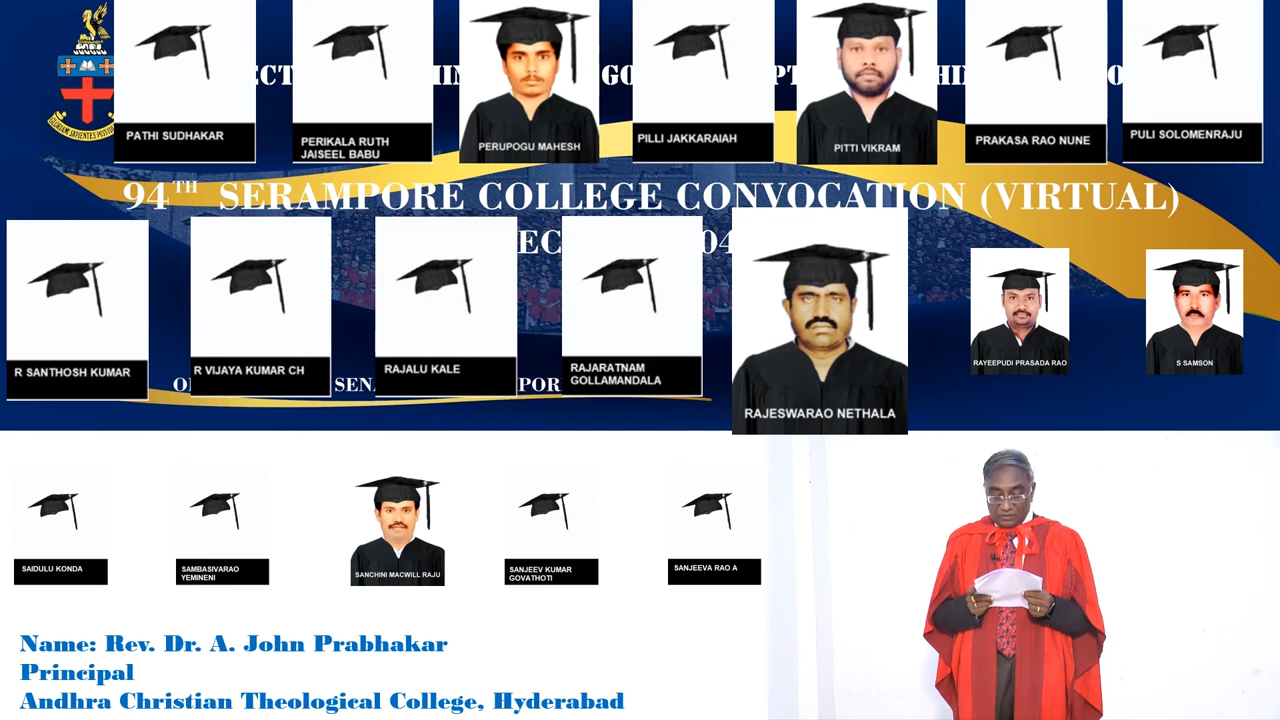 PATHI SUDHAKAR
PERIKALA RUTH
JAISEEL BABU
PERUPOGU MAHESH
PILLI JAKKARAIAH
PITTI VIKRAM
PRAKASA RAO NUNE
PULI SOLOMENRAJU
94TH SERAMPORE COLLEGE CONVOCATION (VIRTUAL)
R SANTHOSH KUMAR
R VIJAYA KUMAR CH
RAJALU KALE
RAJARATNAM
GOLLAMANDALA
RAJESWARAO NETHALA
RAYEEPUDI PRASADA RAO
S SAMSON
SAIDULU KONDA
SAMBASIVARAO
YEMINENI
SANCHINI MACWILL RAJU
SANJEEV KUMAR
GOVATHOTI
SANJEEVA RAO A
Name: Rev. Dr. A. John Prabhakar
Principal
Andhra Christian Theological College, Hyderabad